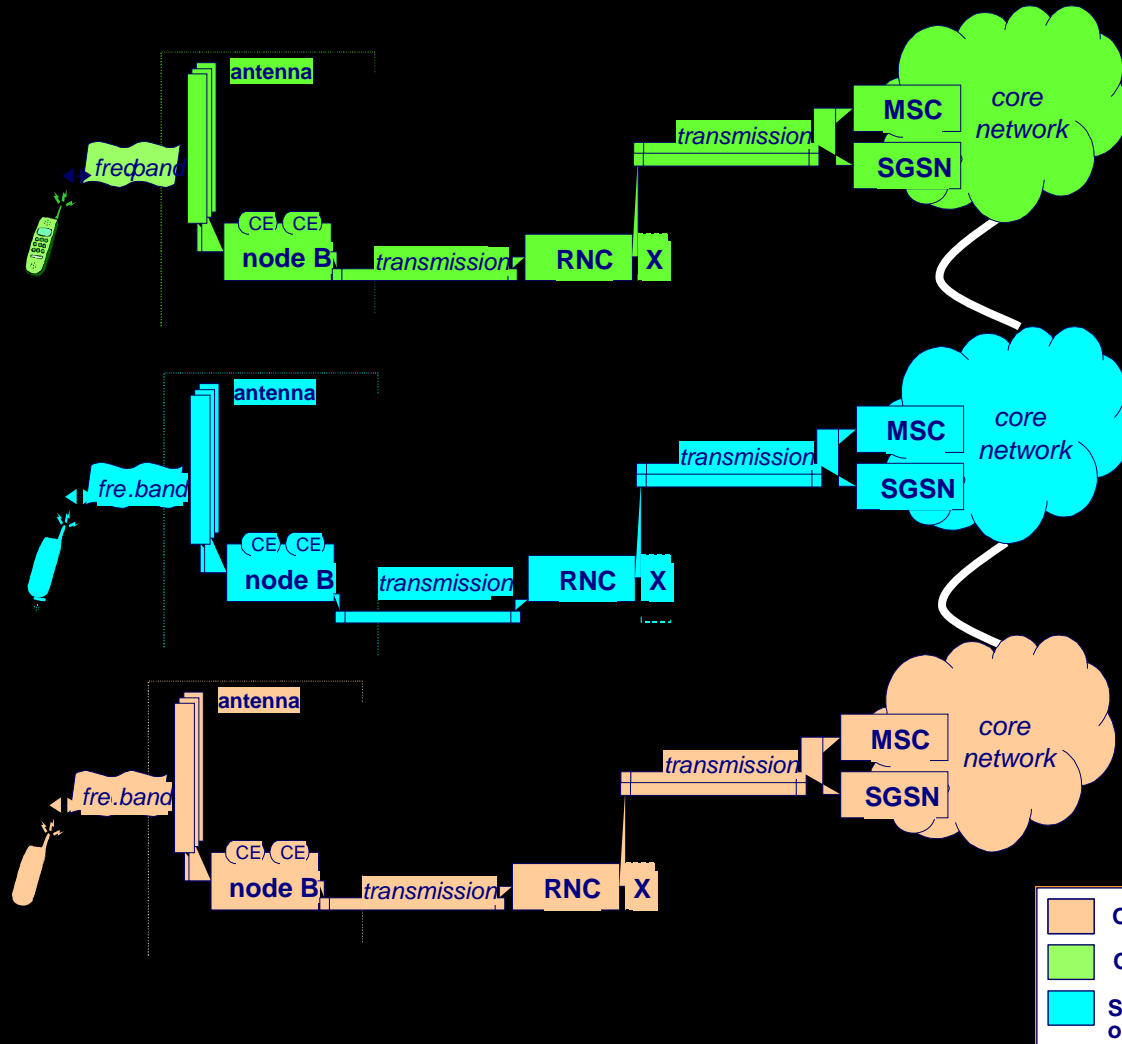 antenna
core
network
MSC
transmission
SGSN
CE CE
node B
transmission
RNC
X
antenna
core
network
MSC
transmission
fre.band
SGSN
CE CE
node B
transmission
RNC
X
antenna
core
network
MSC
transmission
fre.band
SGSN
CE CE
node B
transmission
RNC
X